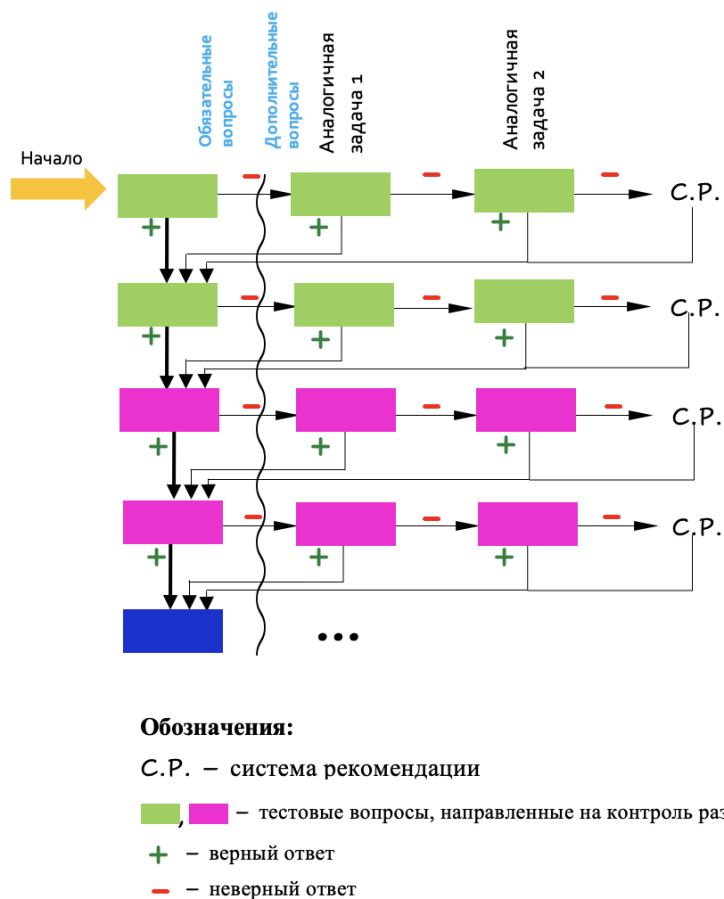 Обязательные
вопросы
Дополнительные
вопросы
Аналогичная
задача 1
Аналогичная
задача 2
Начало
− − −
С.Р.
+ + +
− − −
С.Р.
+ + +
− − −
С.Р.
+ + +
− − −
С.Р.
+ + +
...
Обозначения:
С.Р. – система рекомендации
, – тестовые вопросы, направленные на контроль раз
+ – верный ответ
− – неверный ответ